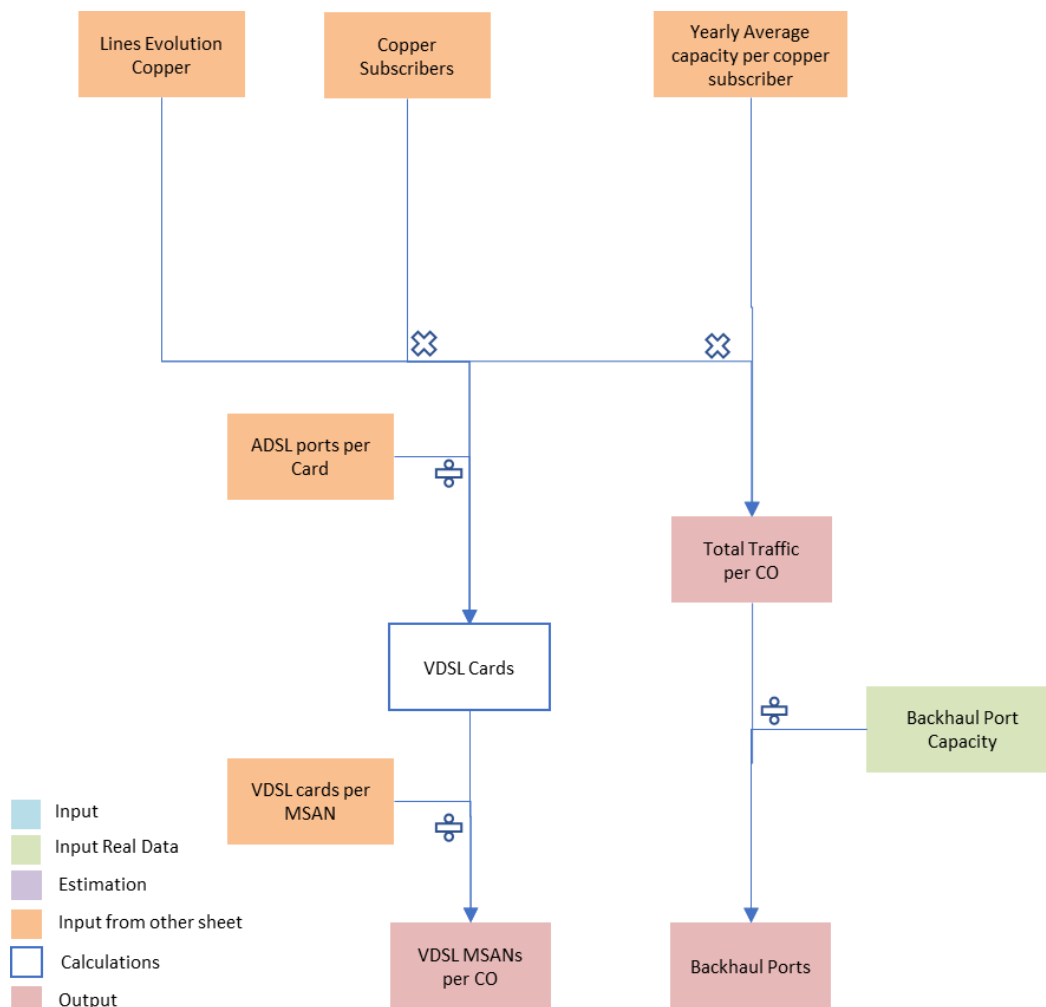 Lines Evolution
Copper
Copper
Subscribers
Yearly Average
capacity per copper
subscriber
ADSL ports per
Card
Total Traffic
per CO
VDSL Cards
Backhaul Port
Capacity
VDSL cards per
MSAN
VDSL MSANs
per CO
Backhaul Ports
Input
Input Real Data
Estimation
Input from other sheet
Calculations
Output